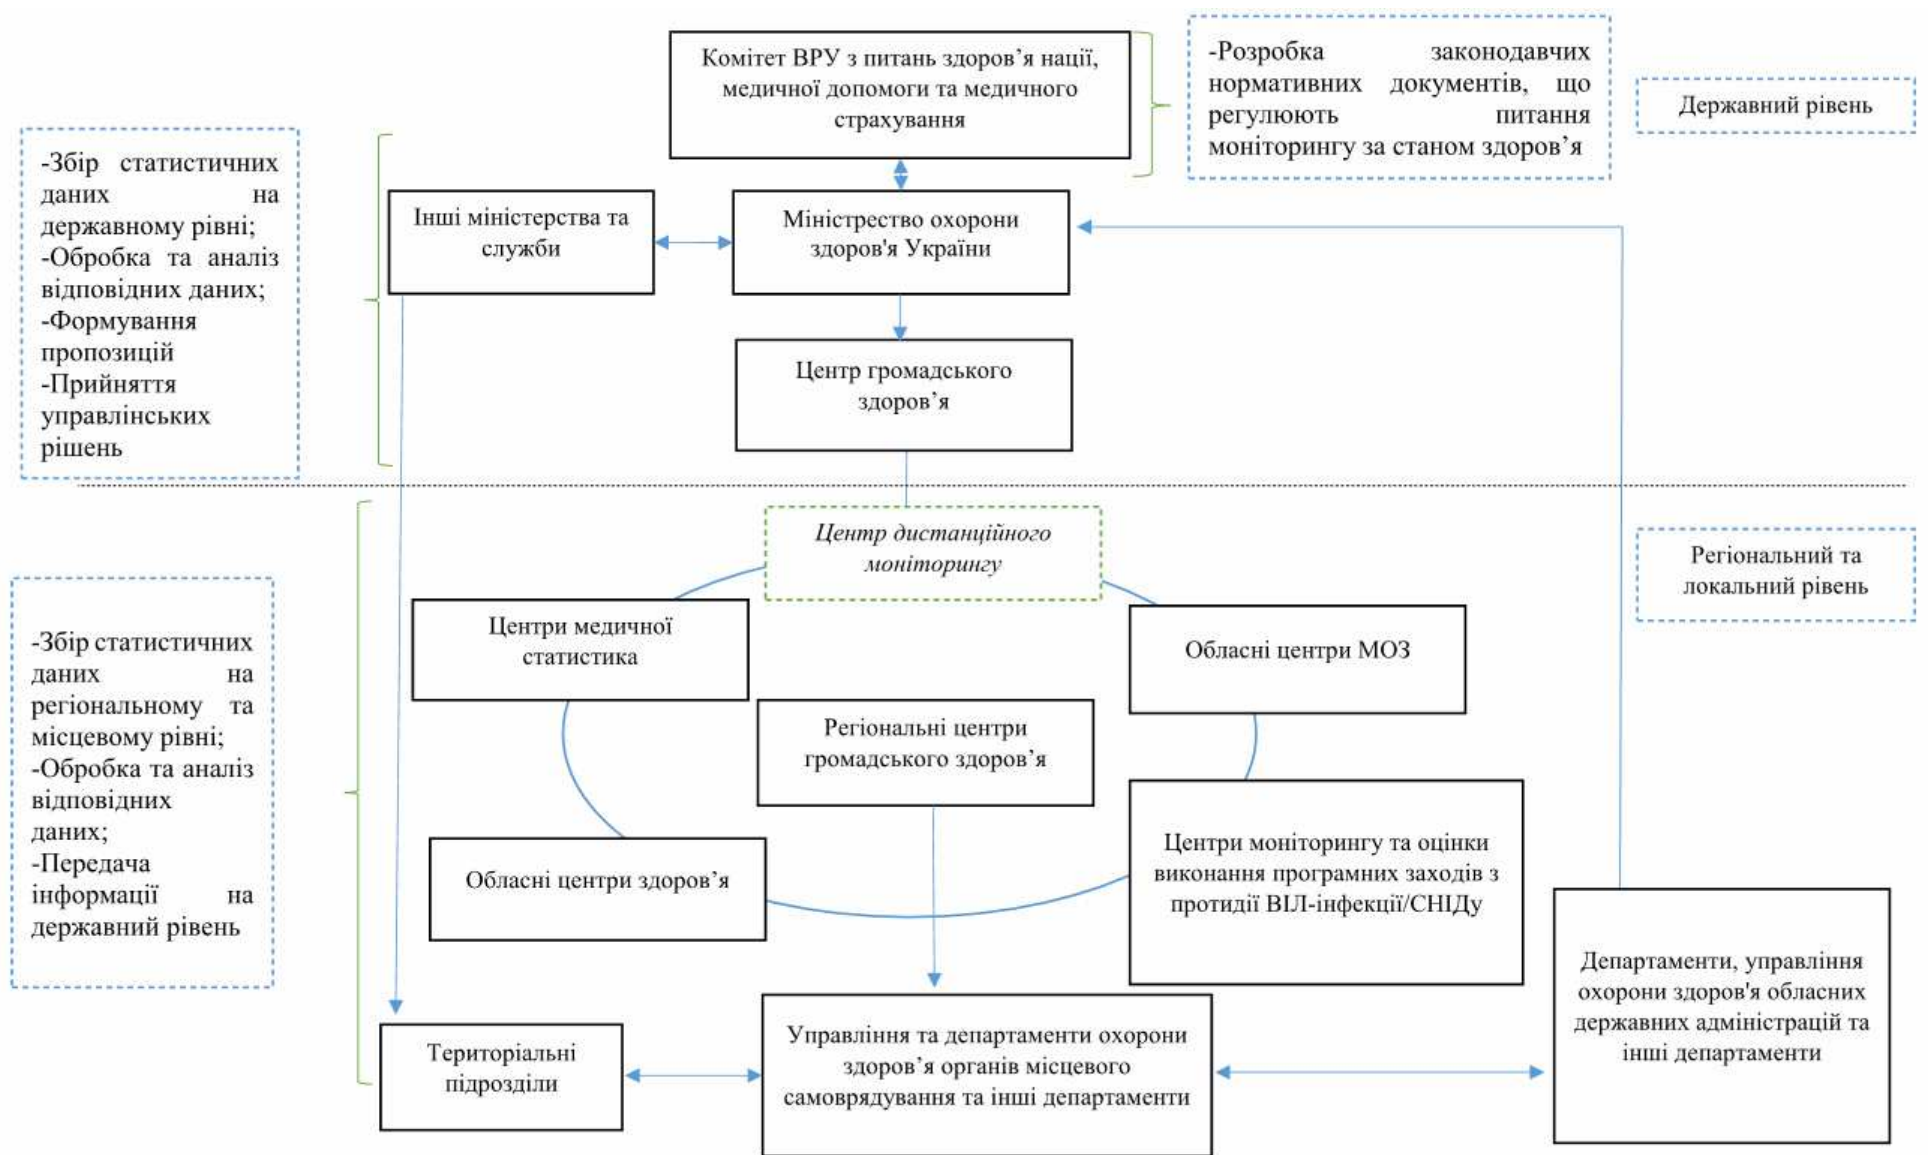 Комітет ВРУ з питань здоров’я нації,
медичної допомоги та медичного
страхування
-Розробка законодавчих
нормативних документів, що
регулюють питання
моніторингу за станом здоров’я
Державний рівень
-Збір статистичних
даних на
державному рівні;
-Обробка та аналіз
відповідних даних;
-Формування
пропозицій
-Прийняття
управлінських
рішень
Інші міністерства та
служби
Міністрество охорони
здоров'я України
Центр громадського
здоров’я
Центр дистанційного
моніторингу
Регіональний та
локальний рівень
-Збір статистичних
даних на
регіональному та
місцевому рівні;
-Обробка та аналіз
відповідних
даних;
-Передача
інформації на
державний рівень
Центри медичної
статистика
Обласні центри МОЗ
Регіональні центри
громадського здоров’я
Обласні центри здоров’я
Центри моніторингу та оцінки
виконання програмних заходів з
протидії ВІЛ-інфекції/СНІДу
Територіальні
підрозділи
Управління та департаменти охорони
здоров’я органів місцевого
самоврядування та інші департаменти
Департаменти, управління
охорони здоров'я обласних
державних адміністрацій та
інші департаменти